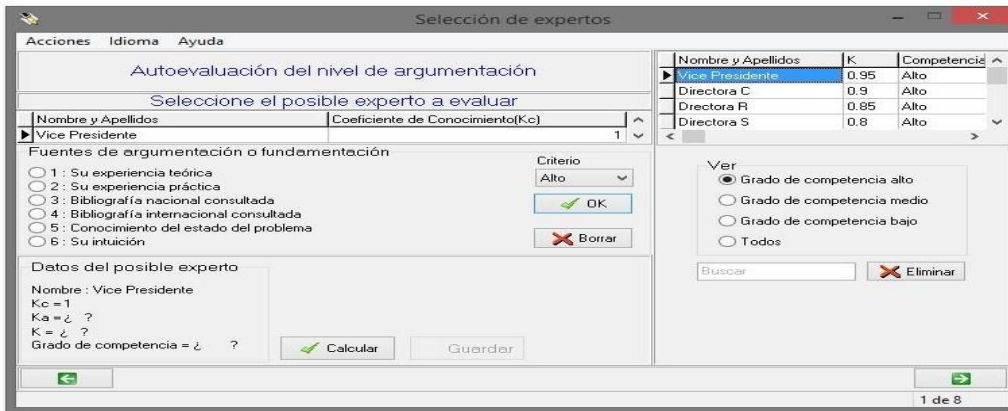 Selección de expertos
Acciones Idioma Ayuda
Autoevaluación del nivel de argumentación
Seleccione el posible experto a evaluar
Nombre y Apellidos Coeficiente de Conocimiento(Kc)
Vice Presidente 1
Fuentes de argumentación o fundamentación
1 : Su experiencia teórica
2 : Su experiencia práctica
3 : Bibliografía nacional consultada
4 : Bibliografía internacional consultada
5 : Conocimiento del estado del problema
6 : Su intuición
Criterio
Alto
OK
Borrar
Datos del posible experto
Nombre : Vice Presidente
Kc = 1
Ka = ¿ ?
K = ¿ ?
Grado de competencia = ¿ ?
Calcular
Guardar
Nombre y Apellidos K Competencia
Vice Presidente 0.95 Alto
Directora C 0.9 Alto
Drectora R 0.85 Alto
Directora S 0.8 Alto
Ver
Grado de competencia alto
Grado de competencia medio
Grado de competencia bajo
Todos
Buscar
Eliminar
1 de 8